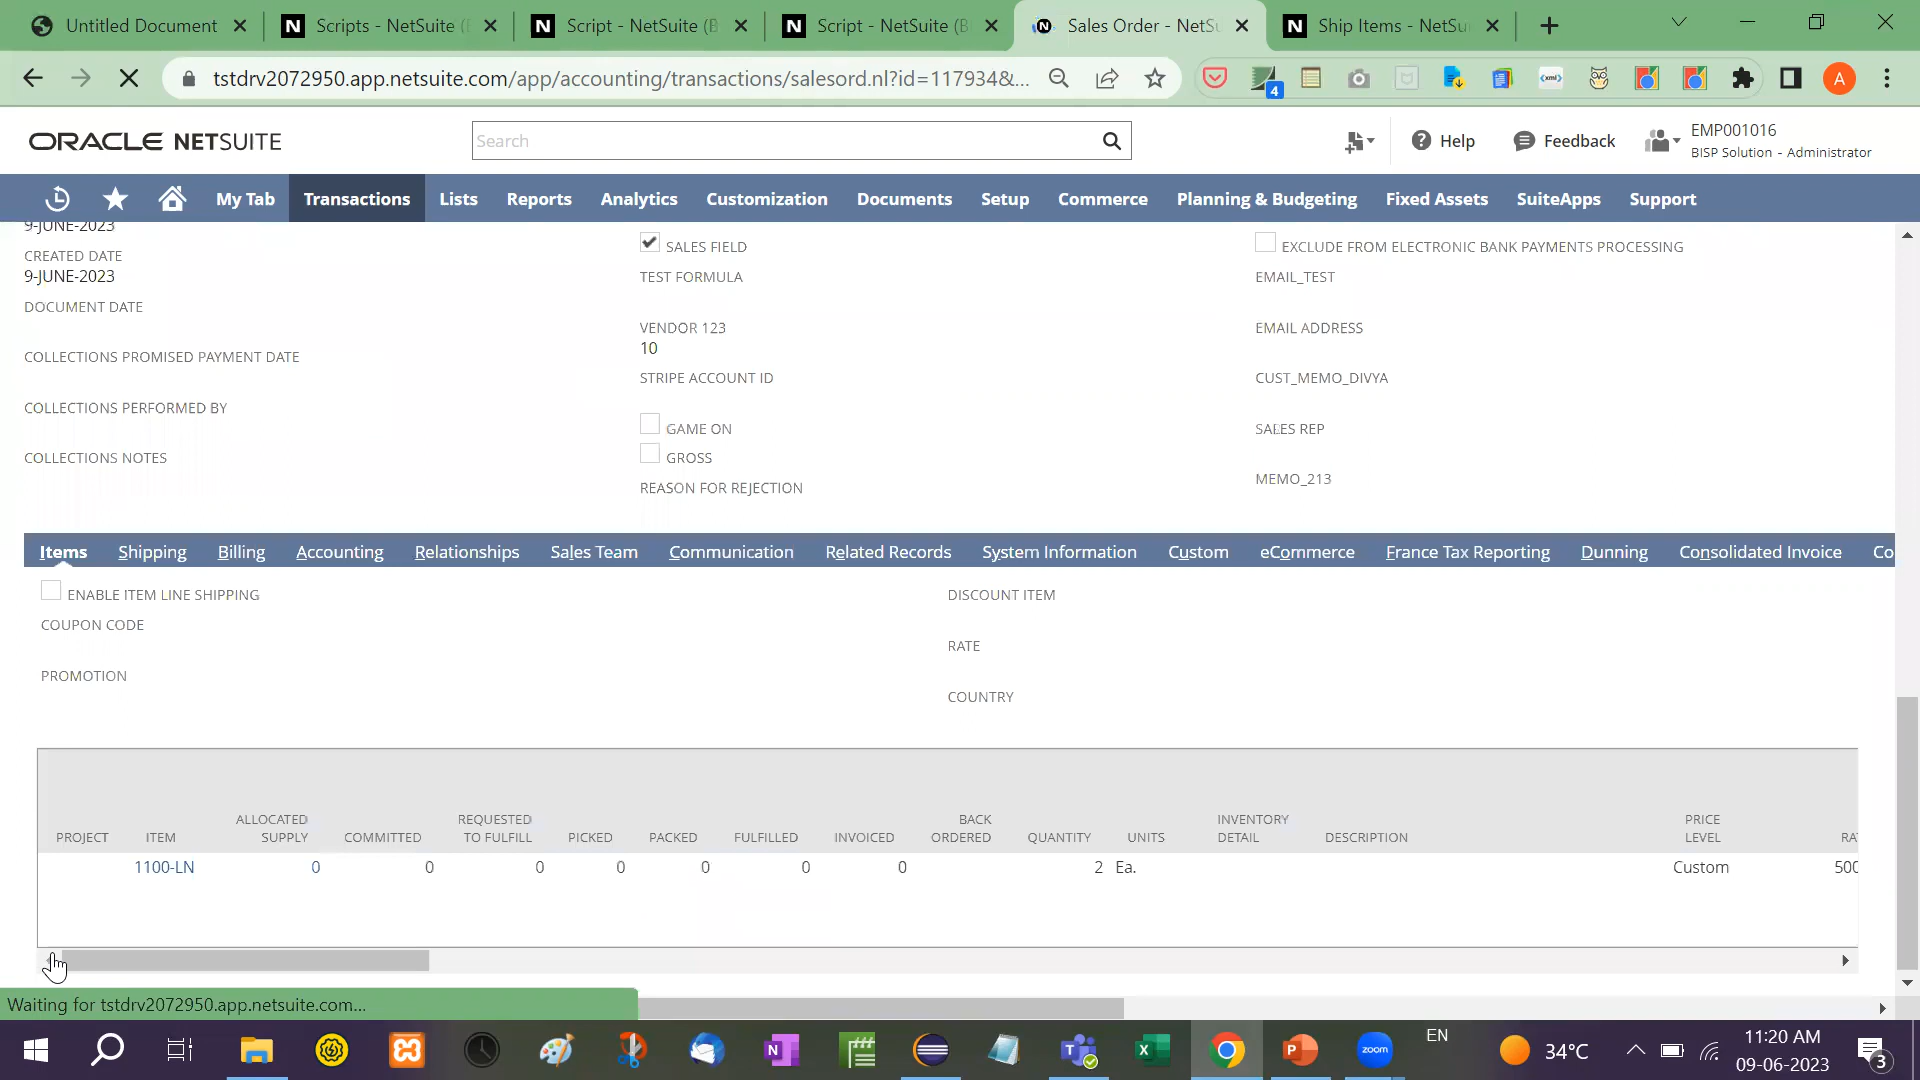 Untitled Document
Scripts - NetSuite (
Script - NetSuite (B
Script - NetSuite (B
Sales Order - NetSu
Ship Items - NetSu
tstdrv2072950.app.netsuite.com/app/accounting/transactions/salesord.nl?id=117934&...
4
<xml>
A
ORACLE NETSUITE
Search
Help
Feedback
EMP001016
BISP Solution - Administrator
My Tab
Transactions
Lists
Reports
Analytics
Customization
Documents
Setup
Commerce
Planning & Budgeting
Fixed Assets
SuiteApps
Support
9-JUNE-2023
CREATED DATE
9-JUNE-2023
DOCUMENT DATE
COLLECTIONS PROMISED PAYMENT DATE
COLLECTIONS PERFORMED BY
COLLECTIONS NOTES
SALES FIELD
TEST FORMULA
VENDOR 123
10
STRIPE ACCOUNT ID
GAME ON
GROSS
REASON FOR REJECTION
EXCLUDE FROM ELECTRONIC BANK PAYMENTS PROCESSING
EMAIL_TEST
EMAIL ADDRESS
CUST_MEMO_DIVYA
SALES REP
MEMO_213
Items
Shipping
Billing
Accounting
Relationships
Sales Team
Communication
Related Records
System Information
Custom
eCommerce
France Tax Reporting
Dunning
Consolidated Invoice
Co
ENABLE ITEM LINE SHIPPING
COUPON CODE
PROMOTION
DISCOUNT ITEM
RATE
COUNTRY
PROJECT
ITEM
ALLOCATED
SUPPLY
COMMITTED
REQUESTED
TO FULFILL
PICKED
PACKED
FULFILLED
INVOICED
BACK
ORDERED
QUANTITY
UNITS
INVENTORY
DETAIL
DESCRIPTION
PRICE
LEVEL
RA
1100-LN
0
0
0
0
0
0
0
2
Ea.
Custom
500
Waiting for tstdrv2072950.app.netsuite.com...
zoom
EN
34°C
11:20 AM
09-06-2023
3